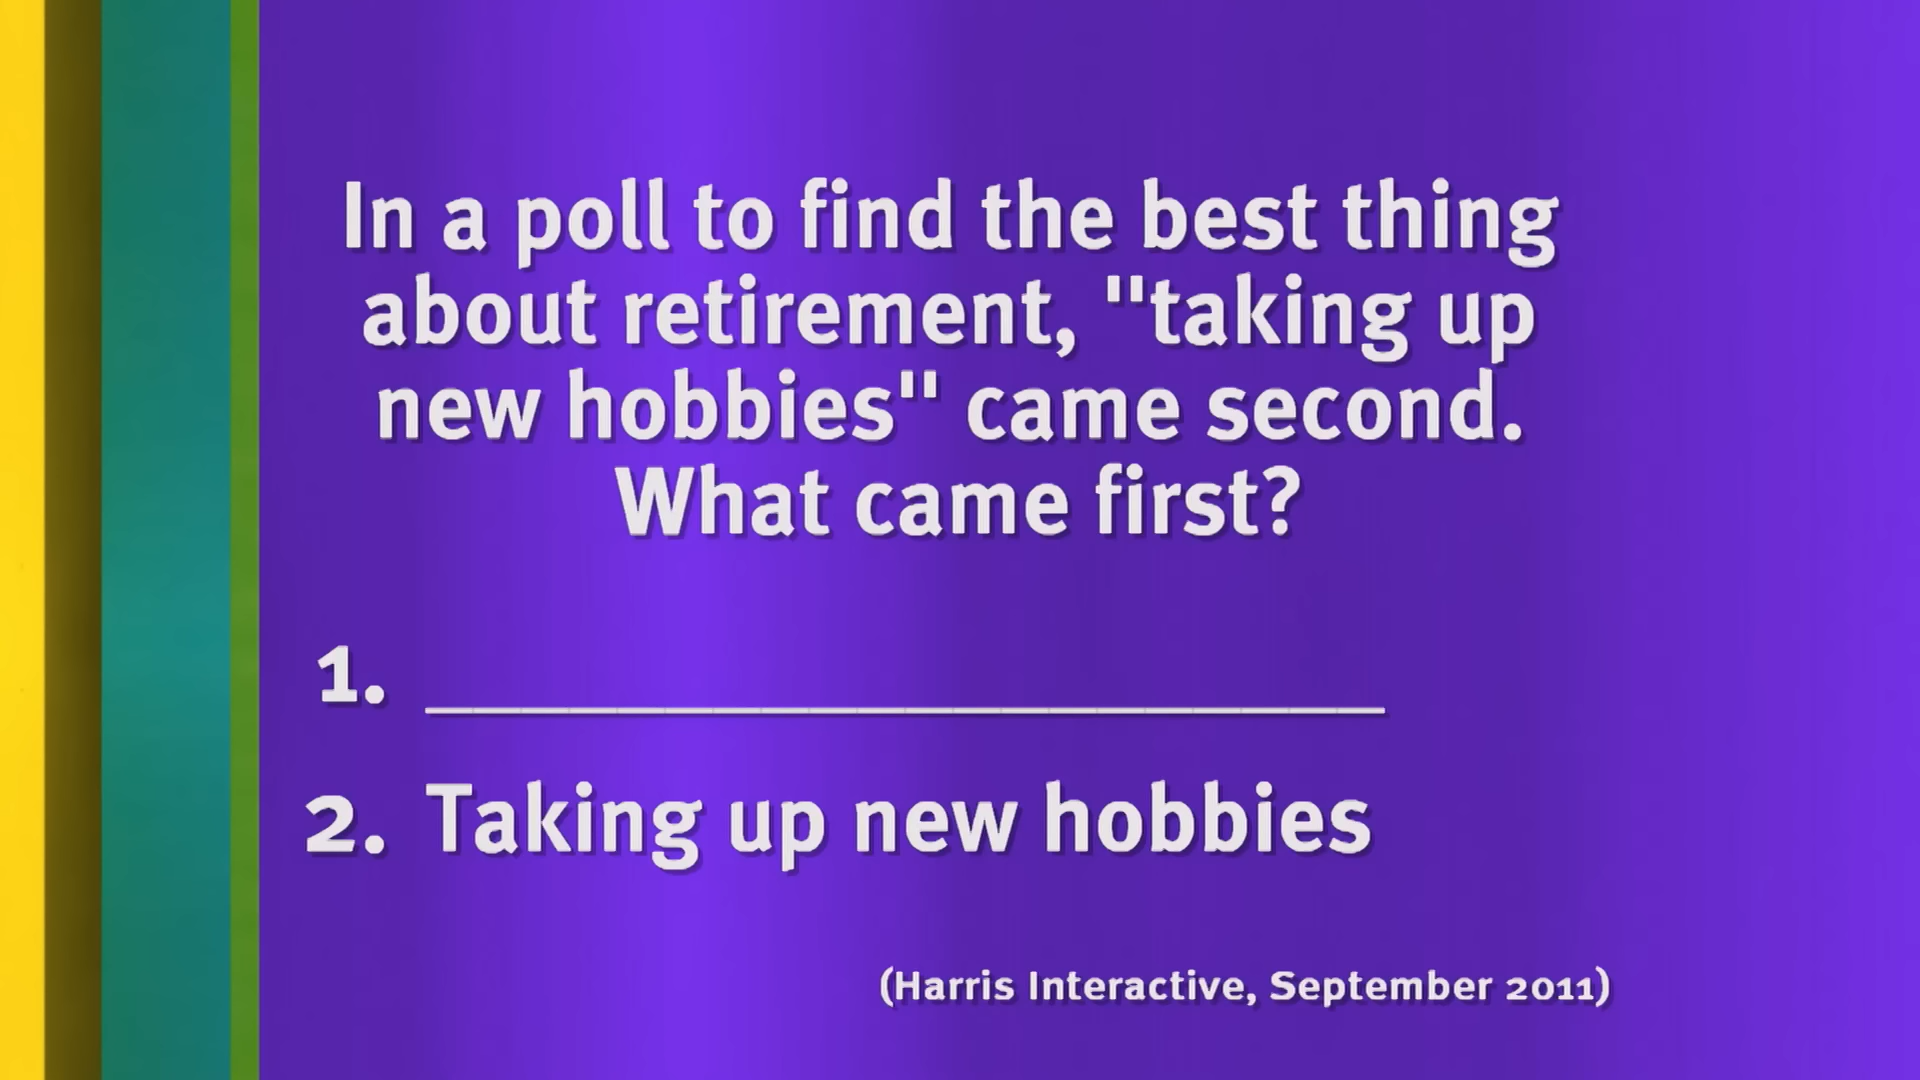 In a poll to find the best thing
about retirement, "taking up
new hobbies" came second.
What came first?
1. ____________________
2. Taking up new hobbies
(Harris Interactive, September 2011)